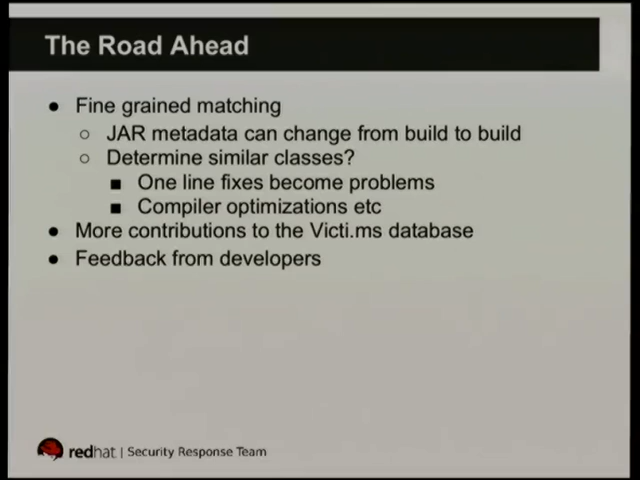 The Road Ahead
● Fine grained matching
○ JAR metadata can change from build to build
○ Determine similar classes?
■ One line fixes become problems
■ Compiler optimizations etc
● More contributions to the Victi.ms database
● Feedback from developers
redhat | Security Response Team